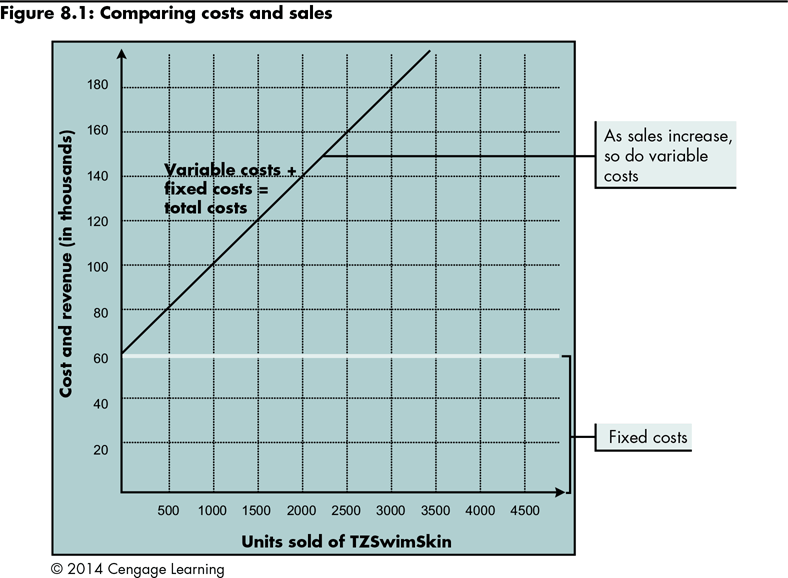 Figure 8.1: Comparing costs and sales
180
160
140
120
100
80
60
40
20
Cost and revenue (in thousands)
Variable costs +
fixed costs =
total costs
As sales increase,
so do variable
costs
Fixed costs
500 1000 1500 2000 2500 3000 3500 4000 4500
Units sold of TZSwimSkin
© 2014 Cengage Learning